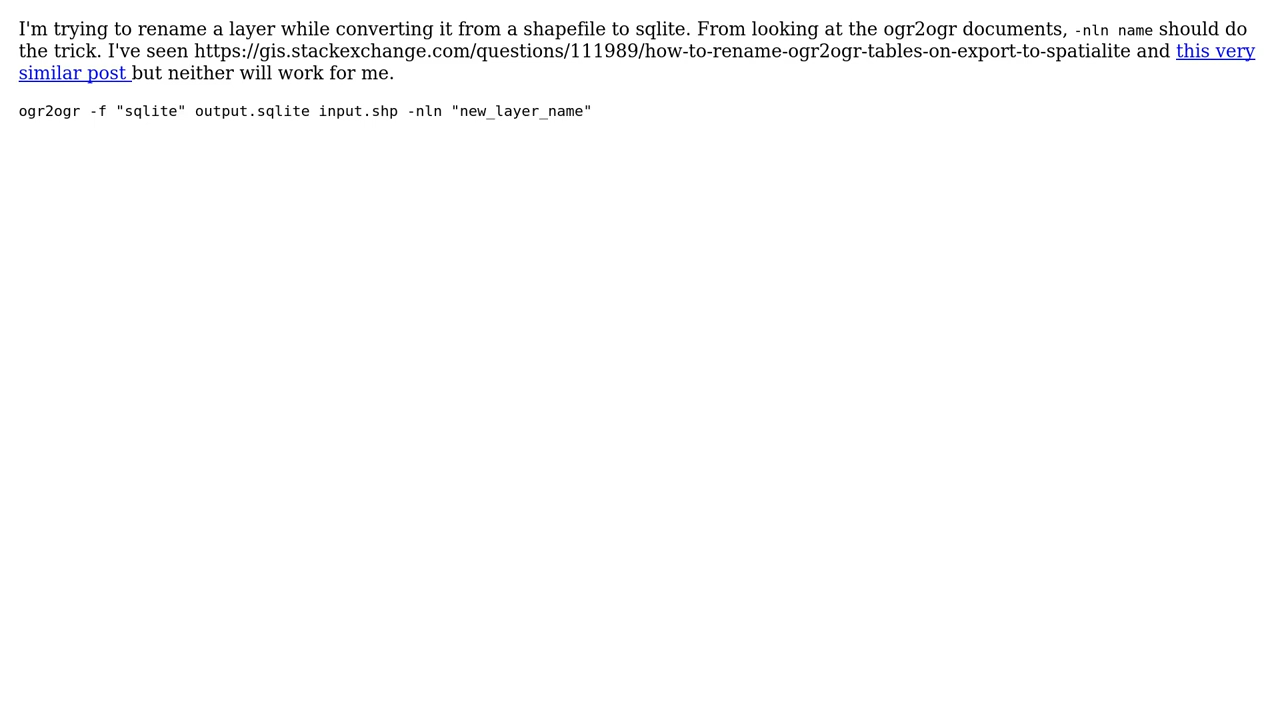 I'm trying to rename a layer while converting it from a shapefile to sqlite. From looking at the ogr2ogr documents, -nln name should do
the trick. I've seen https://gis.stackexchange.com/questions/111989/how-to-rename-ogr2ogr-tables-on-export-to-spatialite and this very
similar post but neither will work for me.
ogr2ogr -f "sqlite" output.sqlite input.shp -nln "new_layer_name"